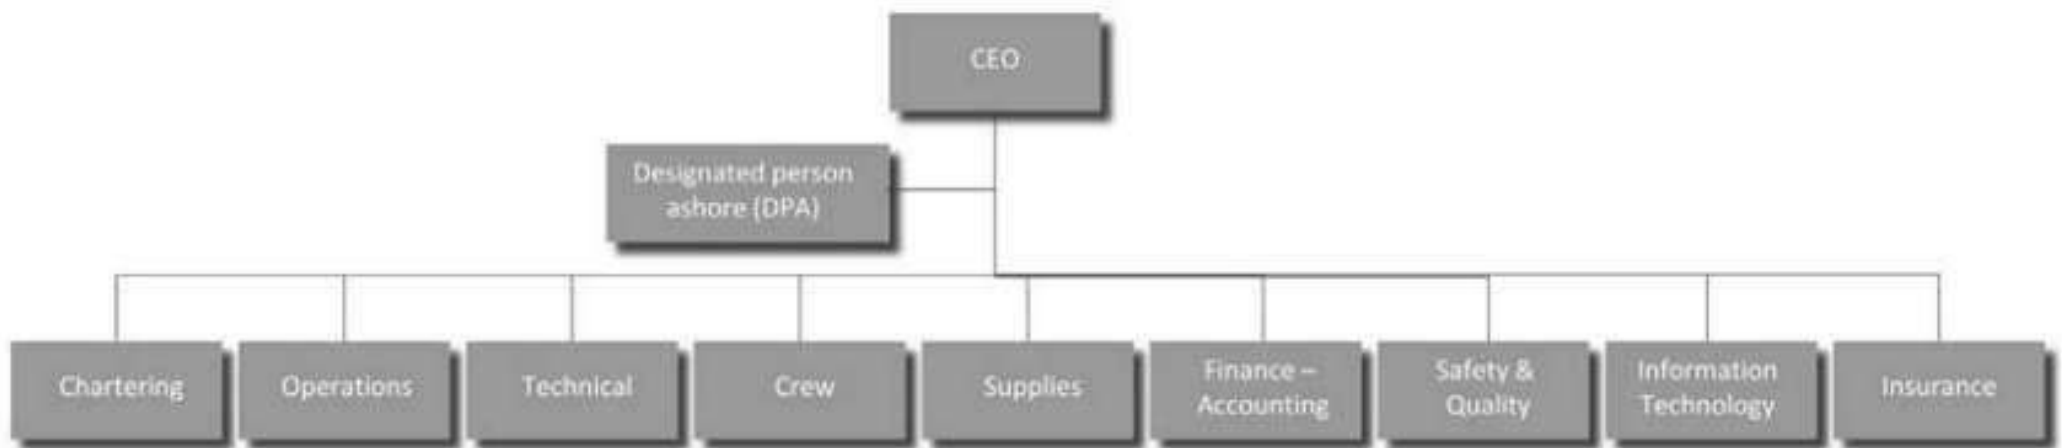 CEO
Designated person
ashore (DPA)
Chartering
Operations
Technical
Crew
Supplies
Finance –
Accounting
Safety &
Quality
Information
Technology
Insurance